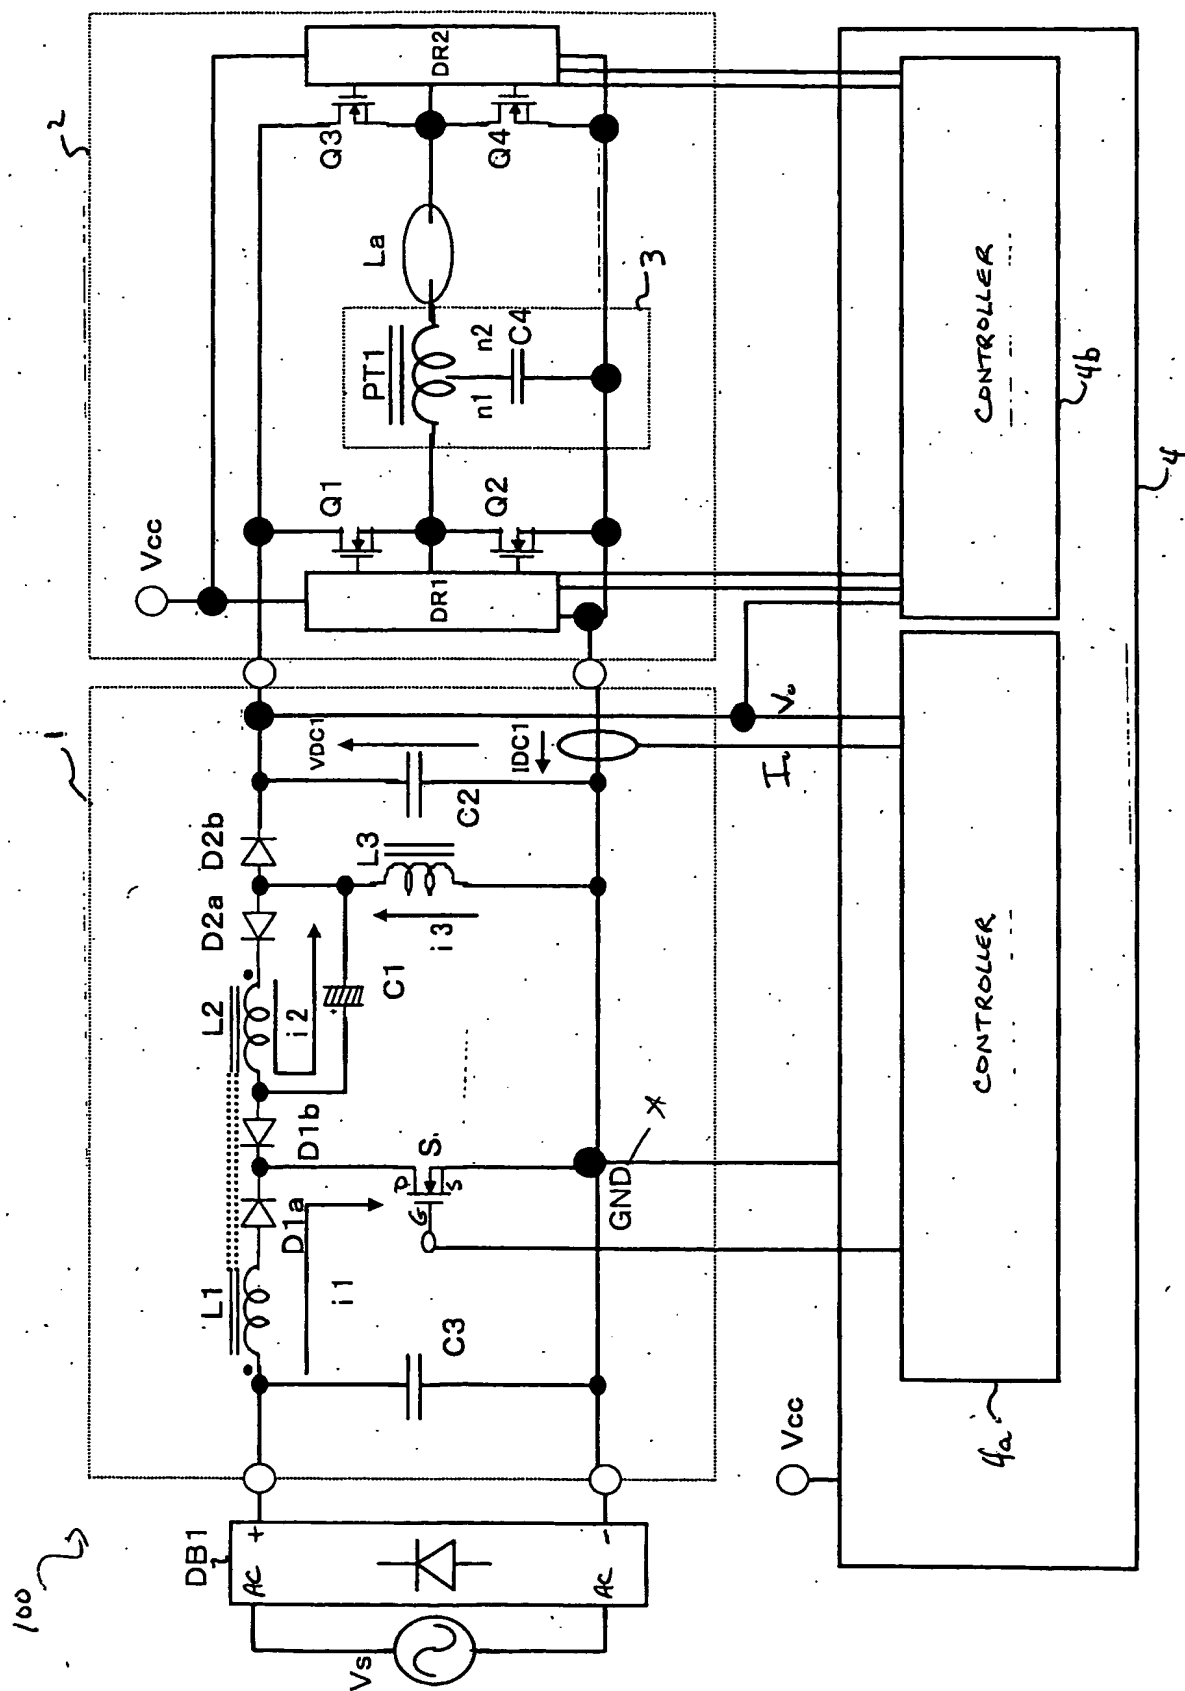 100
Vs
DB1
AC +
AC -
1
L1
D1a
D1b
L2
D2a
D2b
i1
i2
i3
C3
C1
L3
C2
VDC1
IDC1
D
G
S
S
GND
X
2
Vcc
DR1
Q1
Q2
PT1
n1
n2
C4
3
La
Q3
Q4
DR2
Io
Vo
Vcc
4a
CONTROLLER
4b
CONTROLLER
4